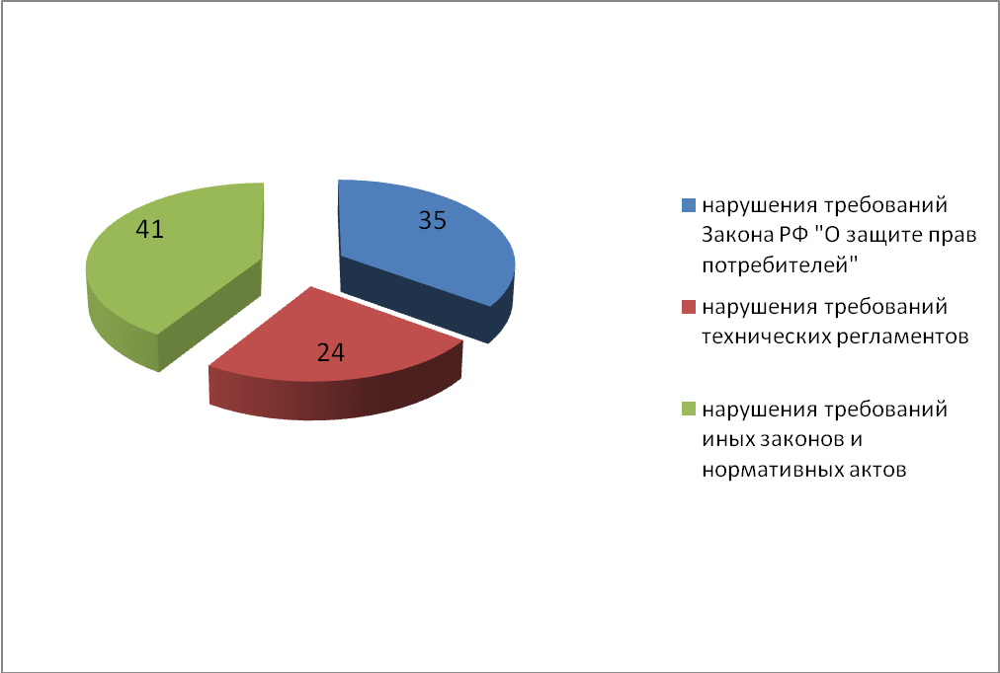 41
35
24
нарушения требований
Закона РФ "О защите прав
потребителей"
нарушения требований
технических регламентов
нарушения требований
иных законов и
нормативных актов